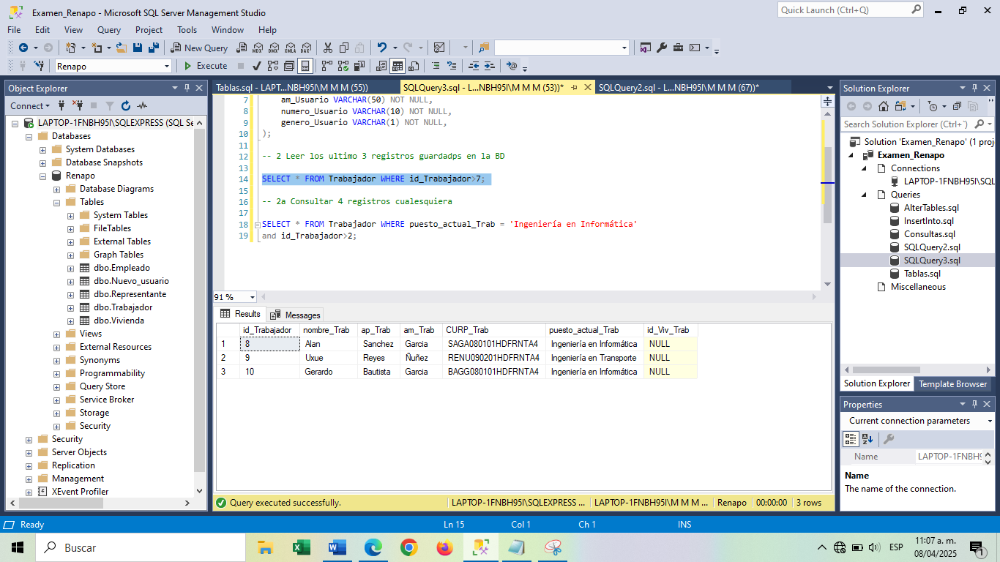 Examen_Renapo - Microsoft SQL Server Management Studio
Quick Launch (Ctrl+Q)
File Edit View Query Project Tools Window Help
New Query
MDX DMX XMLA DAX
Renapo
Execute
Object Explorer
Connect
LAPTOP-1FNBH95I\SQLEXPRESS (SQL Se
Databases
System Databases
Database Snapshots
Renapo
Database Diagrams
Tables
System Tables
FileTables
External Tables
Graph Tables
dbo.Empleado
dbo.Nuevo_usuario
dbo.Representante
dbo.Trabajador
dbo.Vivienda
Views
External Resources
Synonyms
Programmability
Query Store
Service Broker
Storage
Security
Security
Server Objects
Replication
Management
XEvent Profiler
Tablas.sql - LAPT...NBH95I\M M M (55))
SQLQuery3.sql - L...NBH95I\M M M (53))*
SQLQuery2.sql - L...NBH95I\M M M (67))*
7 am_Usuario VARCHAR(50) NOT NULL,
8 numero_Usuario VARCHAR(10) NOT NULL,
9 genero_Usuario VARCHAR(1) NOT NULL,
10 );
11
12 -- 2 Leer los ultimo 3 registros guardadps en la BD
13
14 SELECT * FROM Trabajador WHERE id_Trabajador>7;
15
16 -- 2a Consultar 4 registros cualesquiera
17
18 SELECT * FROM Trabajador WHERE puesto_actual_Trab = 'Ingeniería en Informática'
19 and id_Trabajador>2;
91 %
Results Messages
id_Trabajador nombre_Trab ap_Trab am_Trab CURP_Trab puesto_actual_Trab id_Viv_Trab
1 8 Alan Sanchez Garcia SAGA080101HDFRNTA4 Ingeniería en Informática NULL
2 9 Uxue Reyes Ñuñez RENU090201HDFRNTA4 Ingeniería en Transporte NULL
3 10 Gerardo Bautista Garcia BAGG080101HDFRNTA4 Ingeniería en Informática NULL
Query executed successfully.
LAPTOP-1FNBH95I\SQLEXPRESS ... LAPTOP-1FNBH95I\M M M ... Renapo 00:00:00 3 rows
Solution Explorer
Search Solution Explorer (Ctrl+¨)
Solution 'Examen_Renapo' (1 proj
Examen_Renapo
Connections
LAPTOP-1FNBH95I\SQL
Queries
AlterTables.sql
InsertInto.sql
Consultas.sql
SQLQuery2.sql
SQLQuery3.sql
Tablas.sql
Miscellaneous
Solution Explorer Template Browser
Properties
Current connection parameters
Name LAPTOP-1FNBH9
Name
The name of the connection.
Ready Ln 15 Col 1 Ch 1 INS
Buscar
ESP
11:07 a. m.
08/04/2025
1